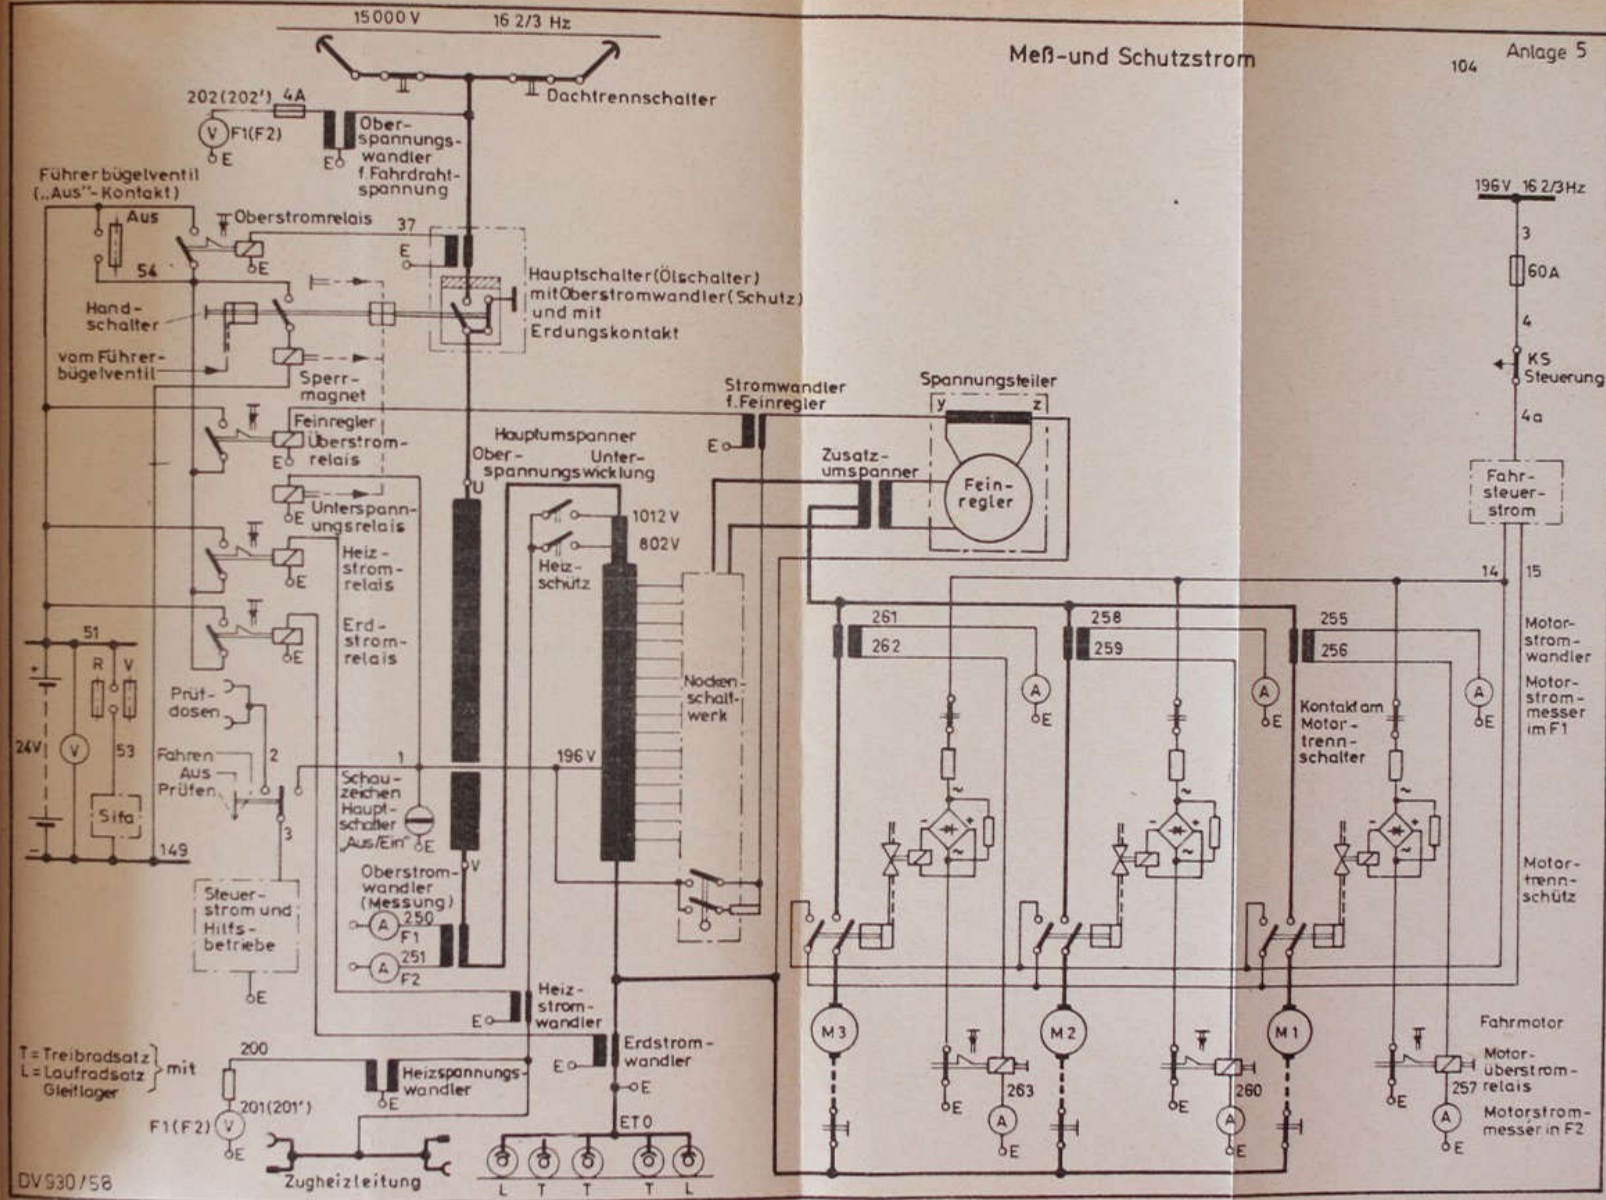 15000 V 16 2/3 Hz
Meß-und Schutzstrom
104
Anlage 5
Dachtrennschalter
202(202') 4A
V F1(F2)
E
E
Ober-
spannungs-
wandler
f. Fahrdraht-
spannung
196V 16 2/3Hz
3
60A
4
KS
Steuerung
4a
Fahr-
steuer-
strom
14
15
Führerbügelventil
(„Aus"-Kontakt)
Aus
54
Oberstromrelais
37
E
E
Hauptschalter(Ölschalter)
mitOberstromwandler(Schutz)
und mit
Erdungskontakt
Hand-
schalter
vom Führer-
bügelventil
Sperr-
magnet
Feinregler
Überstrom-
relais
E
Unterspann-
ungsrelais
E
Heiz-
strom-
relais
E
Erd-
strom-
relais
E
Hauptumspanner
Ober- Unter-
spannungswicklung
U
1012 V
802V
Heiz-
schütz
Stromwandler
f. Feinregler
E
Spannungsteiler
y
z
Zusatz-
umspanner
Fein-
regler
Nocken-
schalt-
werk
196 V
51
R V
+
24V
V
53
Sifa
-
149
Prüf-
dosen
2
Fahren
Aus
Prüfen
3
1
Schau-
zeichen
Haupt-
schalter
„Aus/Ein"
E
V
Oberstrom-
wandler
(Messung)
A 250
F1
A 251
F2
Steuer-
strom und
Hilfs-
betriebe
E
Heiz-
strom-
wandler
E
Erdstrom-
wandler
E
E
ETO
L T T T L
T=Treibradsatz
L=Laufradsatz
Gleitlager
mit
200
201(201')
F1(F2) V
E
Heizspannungs-
wandler
E
Zugheizleitung
DV930/58
261
262
A
E
258
259
A
E
255
256
A
E
Motor-
strom-
wandler
Motor-
strom-
messer
im F1
Kontakt am
Motor-
trenn-
schalter
~
- +
~
~
- +
~
~
- +
~
Motor-
trenn-
schütz
M3
M2
M1
Fahrmotor
Motor-
überstrom-
relais
Motorstrom-
messer in F2
E
263
A
E
E
260
A
E
E
257
A
E